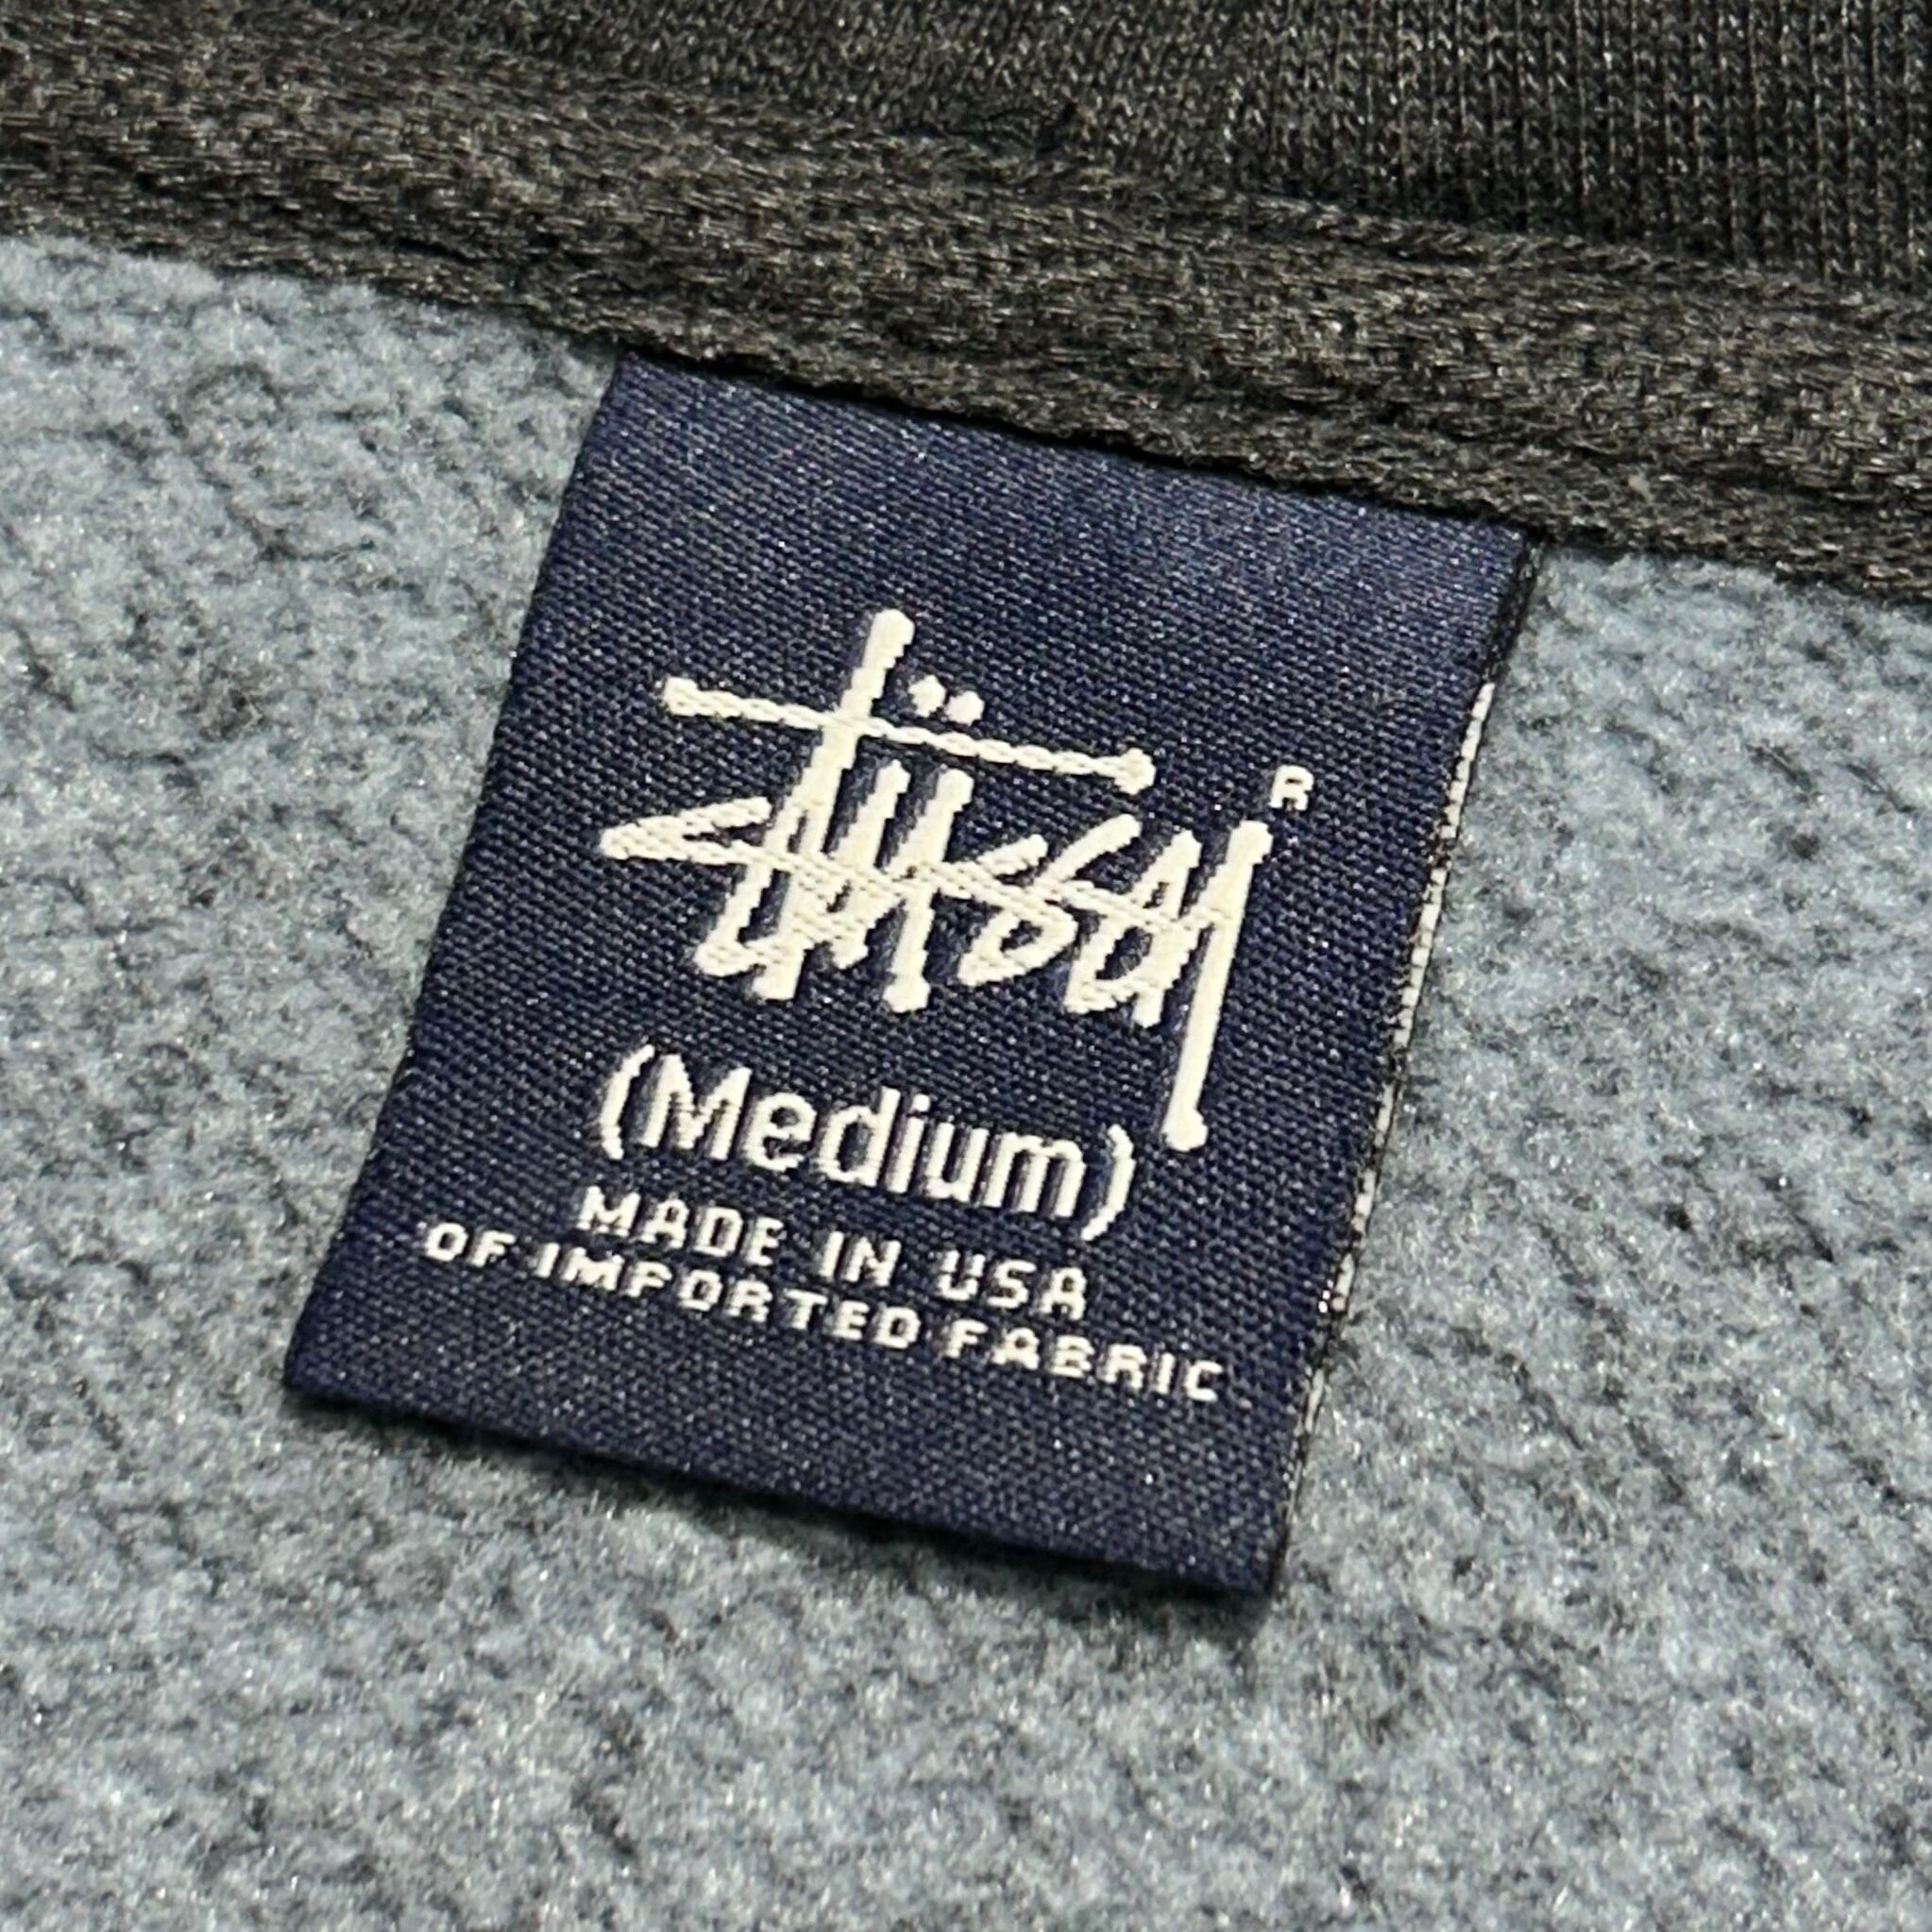 Stüssy R
(Medium)
MADE IN USA
OF IMPORTED FABRIC